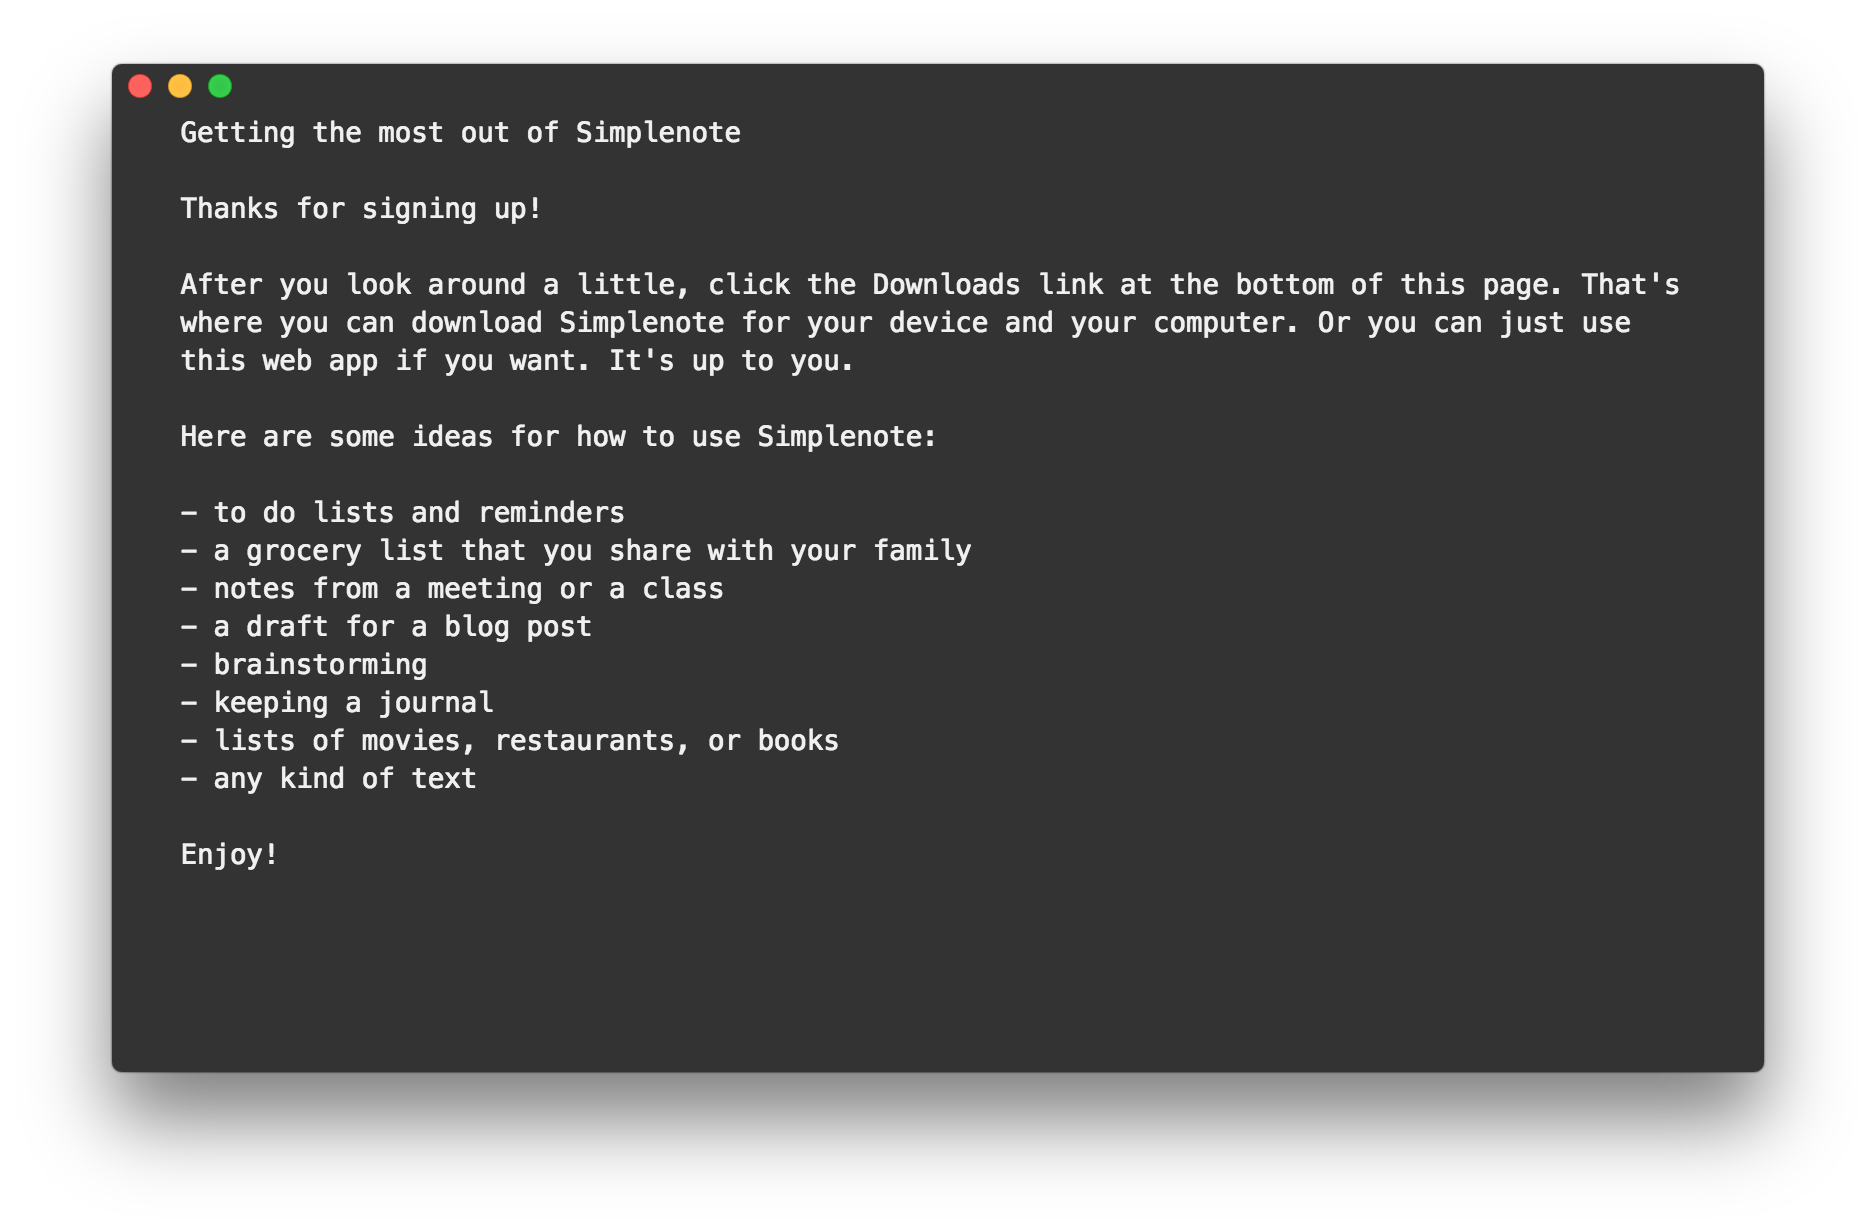 Getting the most out of Simplenote
Thanks for signing up!
After you look around a little, click the Downloads link at the bottom of this page. That's
where you can download Simplenote for your device and your computer. Or you can just use
this web app if you want. It's up to you.
Here are some ideas for how to use Simplenote:
- to do lists and reminders
- a grocery list that you share with your family
- notes from a meeting or a class
- a draft for a blog post
- brainstorming
- keeping a journal
- lists of movies, restaurants, or books
- any kind of text
Enjoy!